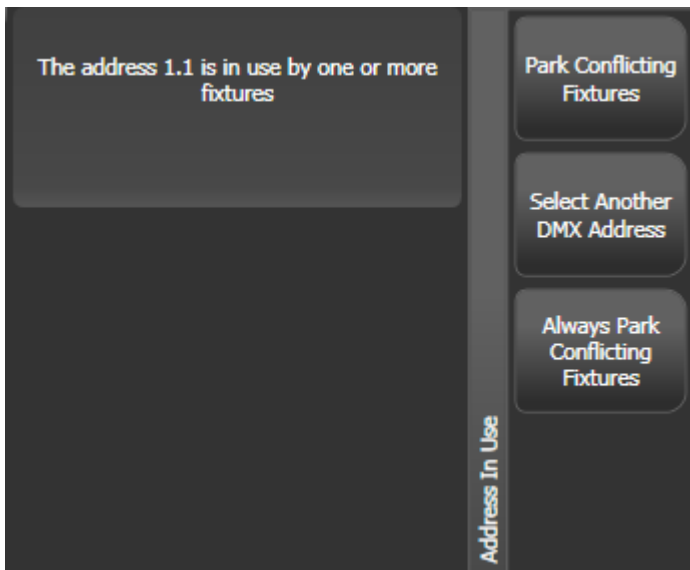 The address 1.1 is in use by one or more
fixtures
Park Conflicting
Fixtures
Select Another
DMX Address
Always Park
Conflicting
Fixtures
Address In Use